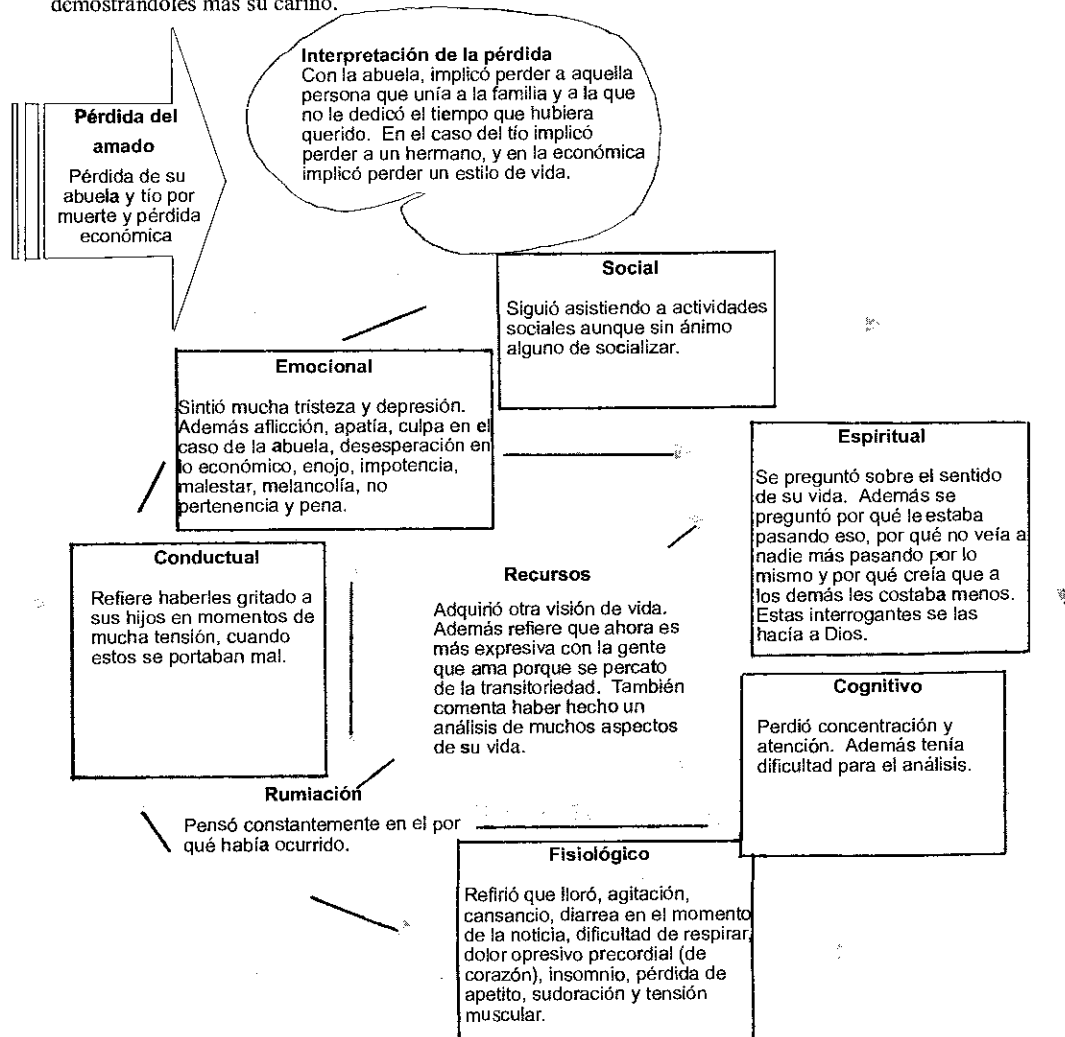 demostrándoles más su cariño.
Pérdida del
amado
Pérdida de su
abuela y tío por
muerte y pérdida
económica
Interpretación de la pérdida
Con la abuela, implicó perder a aquella
persona que unía a la familia y a la que
no le dedicó el tiempo que hubiera
querido. En el caso del tío implicó
perder a un hermano, y en la económica
implicó perder un estilo de vida.
Social
Siguió asistiendo a actividades
sociales aunque sin ánimo
alguno de socializar.
Emocional
Sintió mucha tristeza y depresión.
Además aflicción, apatía, culpa en el
caso de la abuela, desesperación en
lo económico, enojo, impotencia,
malestar, melancolía, no
pertenencia y pena.
Espiritual
Se preguntó sobre el sentido
de su vida. Además se
preguntó por qué le estaba
pasando eso, por qué no veía a
nadie más pasando por lo
mismo y por qué creía que a
los demás les costaba menos.
Estas interrogantes se las
hacía a Dios.
Conductual
Refiere haberles gritado a
sus hijos en momentos de
mucha tensión, cuando
estos se portaban mal.
Recursos
Adquirió otra visión de vida.
Además refiere que ahora es
más expresiva con la gente
que ama porque se percato
de la transitoriedad. También
comenta haber hecho un
análisis de muchos aspectos
de su vida.
Cognitivo
Perdió concentración y
atención. Además tenía
dificultad para el análisis.
Rumiación
Pensó constantemente en el por
qué había ocurrido.
Fisiológico
Refirió que lloró, agitación,
cansancio, diarrea en el momento
de la noticia, dificultad de respirar,
dolor opresivo precordial (de
corazón), insomnio, pérdida de
apetito, sudoración y tensión
muscular.